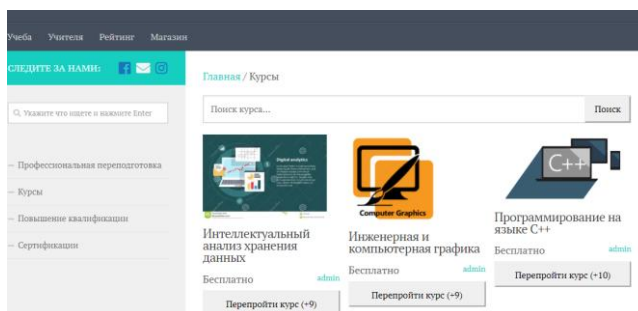 Учеба Учителя Рейтинг Магазин
СЛЕДИТЕ ЗА НАМИ:
Главная / Курсы
Укажите что ищете и нажмите Enter
Поиск курса... Поиск
– Профессиональная переподготовка
– Курсы
– Повышение квалификации
– Сертификации
Digital analytics
Интеллектуальный
анализ хранения
данных
Бесплатно admin
Перепройти курс (+9)
Computer Graphics
Инженерная и
компьютерная графика
Бесплатно admin
Перепройти курс (+9)
C++
Программирование на
языке C++
Бесплатно admin
Перепройти курс (+10)